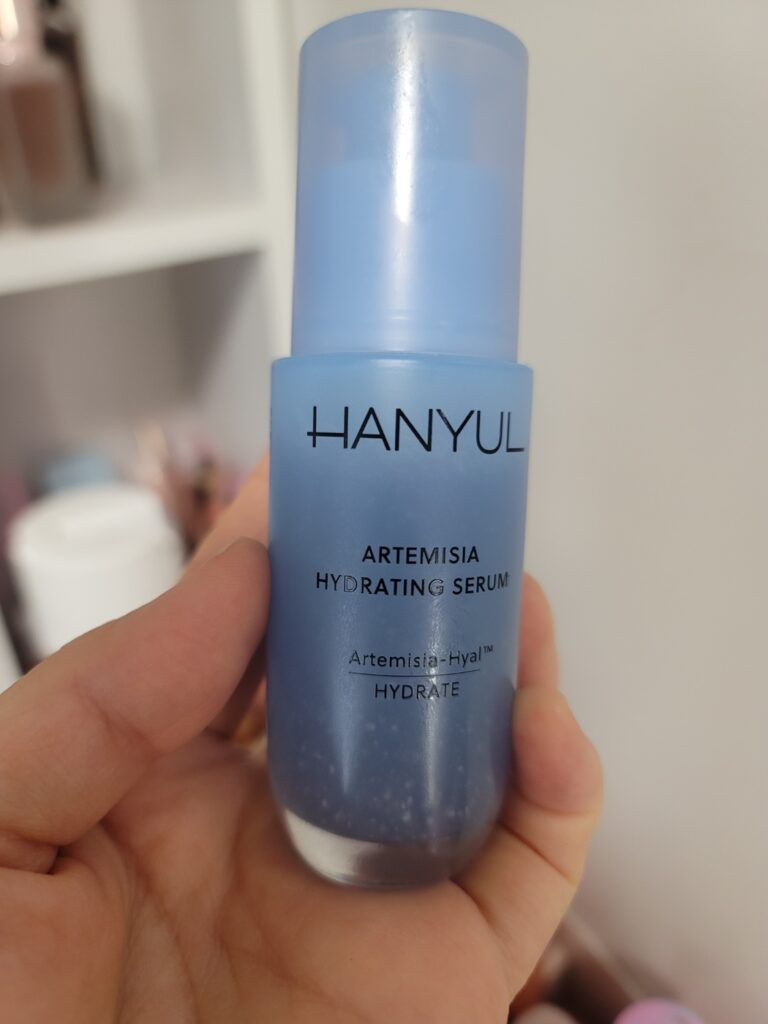 HANYUL
ARTEMISIA
HYDRATING SERUM
Artemisia-Hyal™
HYDRATE